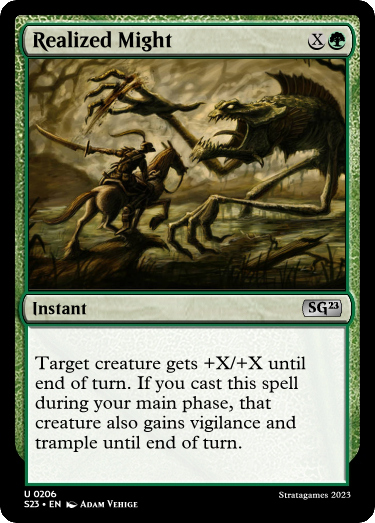 Realized Might X
Instant SG23
Target creature gets +X/+X until
end of turn. If you cast this spell
during your main phase, that
creature also gains vigilance and
trample until end of turn.
U 0206 Stratagames 2023
S23 • EN Adam Vehige